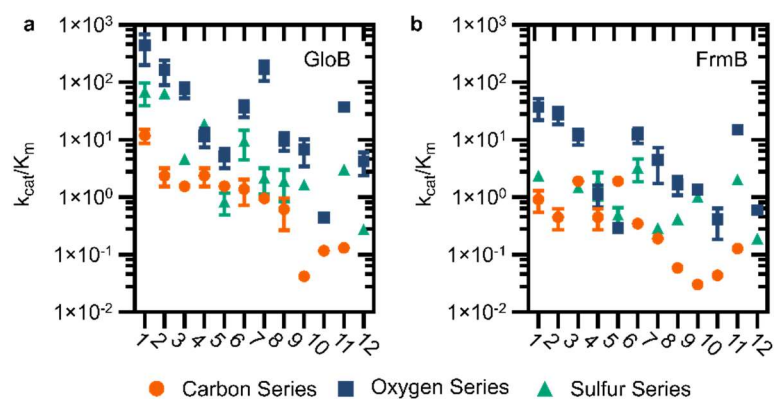 a
GloB
kcat/Km
1×10³
1×10²
1×10¹
1×10⁰
1×10⁻¹
1×10⁻²
1 2 3 4 5 6 7 8 9 10 11 12
b
FrmB
kcat/Km
1×10³
1×10²
1×10¹
1×10⁰
1×10⁻¹
1×10⁻²
1 2 3 4 5 6 7 8 9 10 11 12
Carbon Series Oxygen Series Sulfur Series